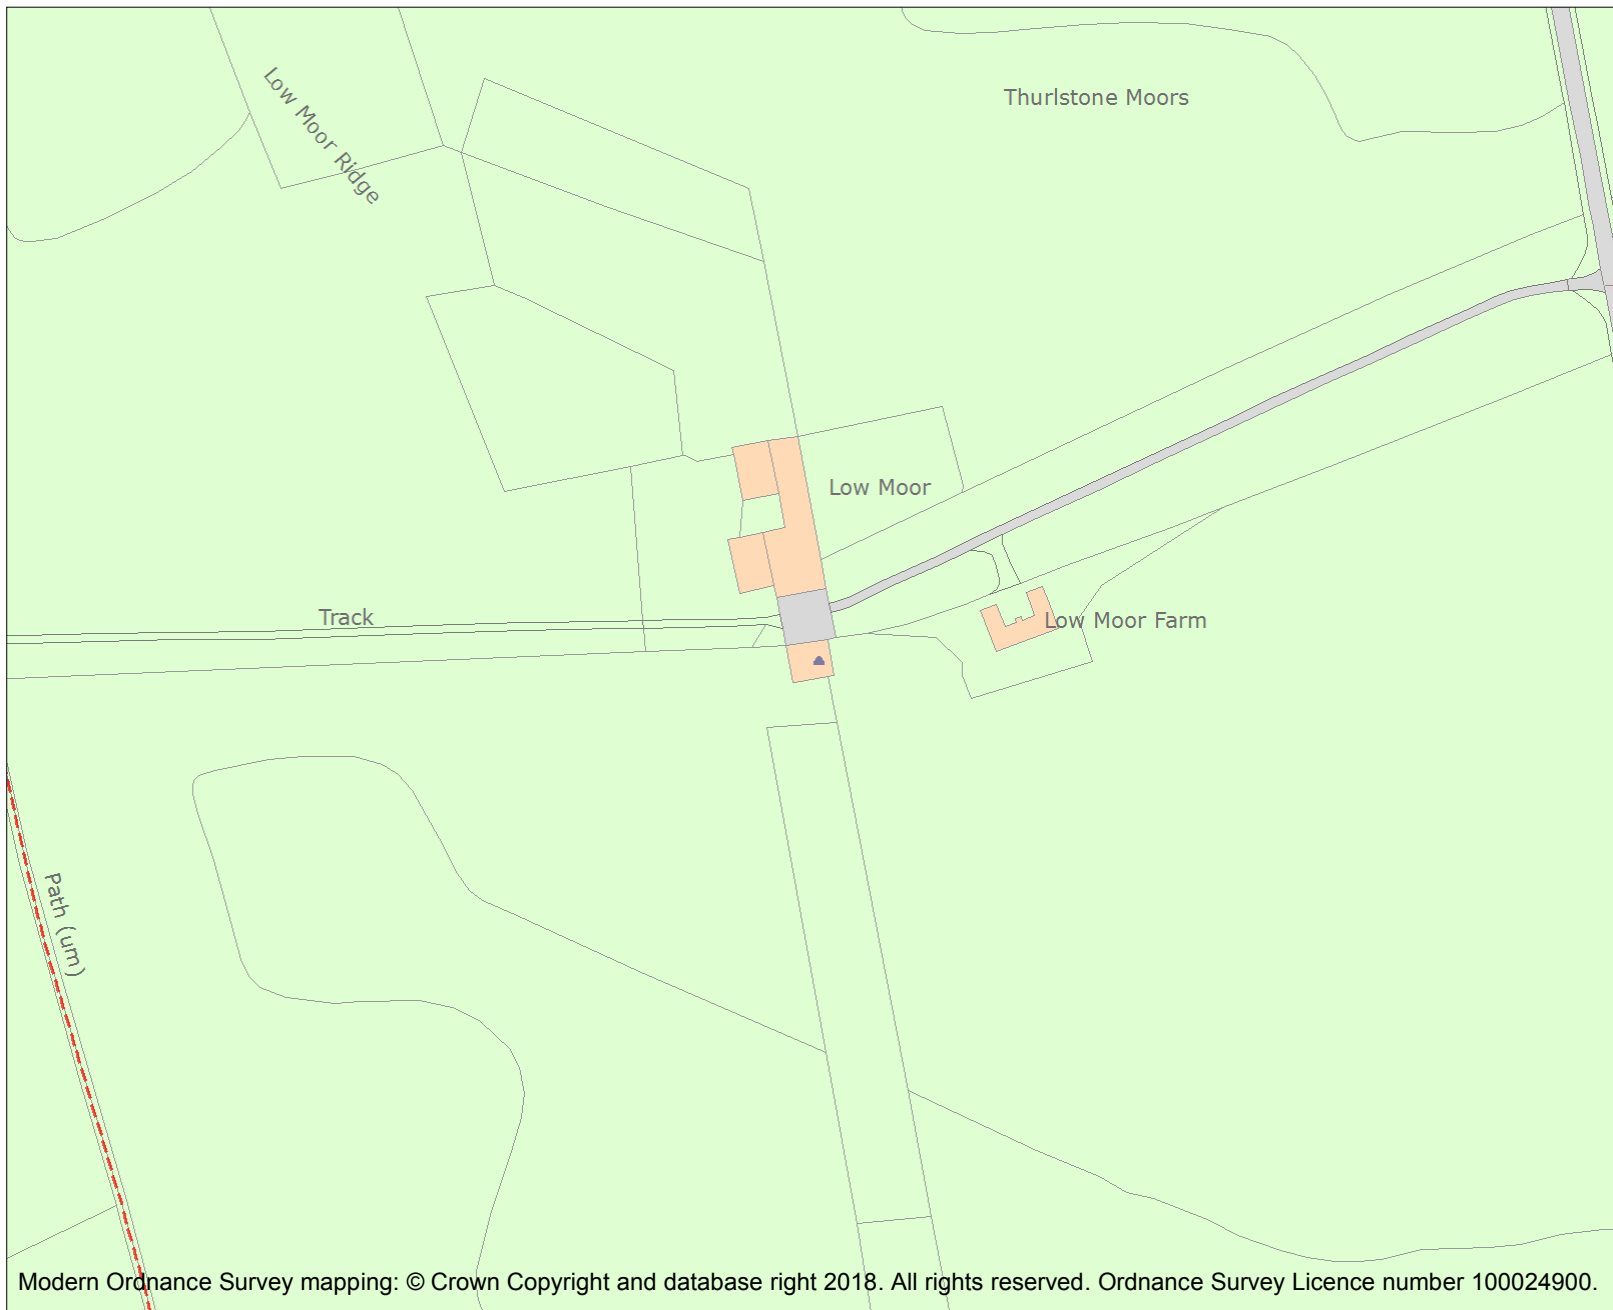 Low Moor Ridge
Thurlstone Moors
Low Moor
Track
Low Moor Farm
Path (um)
Modern Ordnance Survey mapping: © Crown Copyright and database right 2018. All rights reserved. Ordnance Survey Licence number 100024900.